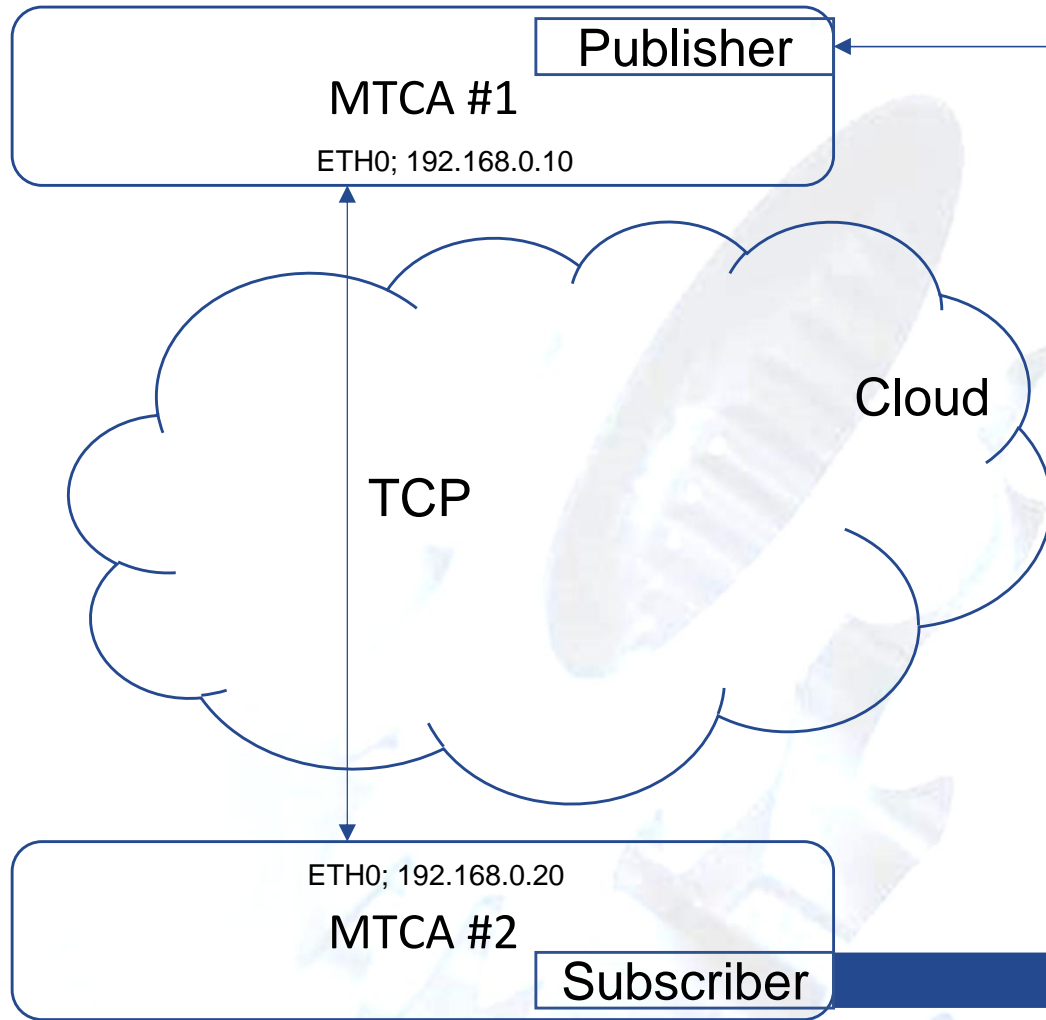 Publisher
MTCA #1
ETH0; 192.168.0.10
Cloud
TCP
ETH0; 192.168.0.20
MTCA #2
Subscriber